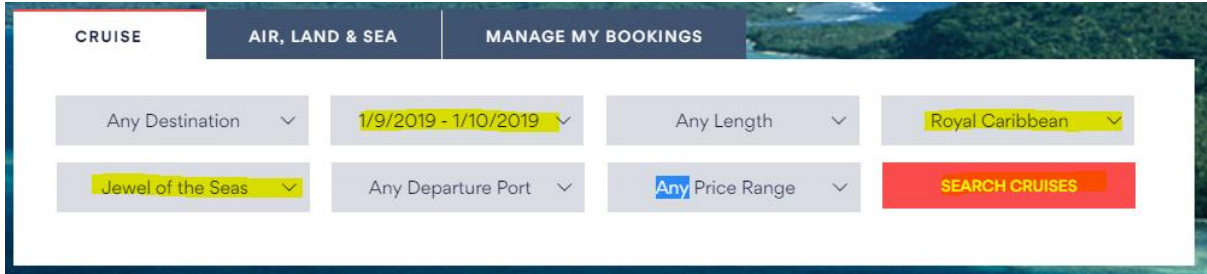 CRUISE AIR, LAND & SEA MANAGE MY BOOKINGS
Any Destination 1/9/2019 - 1/10/2019 Any Length Royal Caribbean
Jewel of the Seas Any Departure Port Any Price Range SEARCH CRUISES